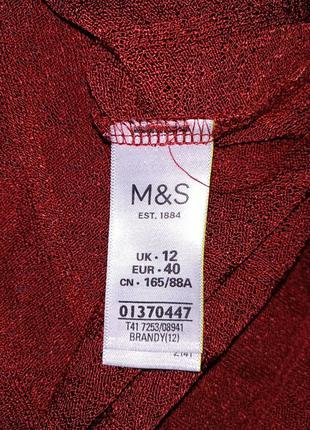 M&S
EST. 1884
UK • 12
EUR • 40
CN • 165/88A
01370447
T41 7253/08941
BRANDY(12)